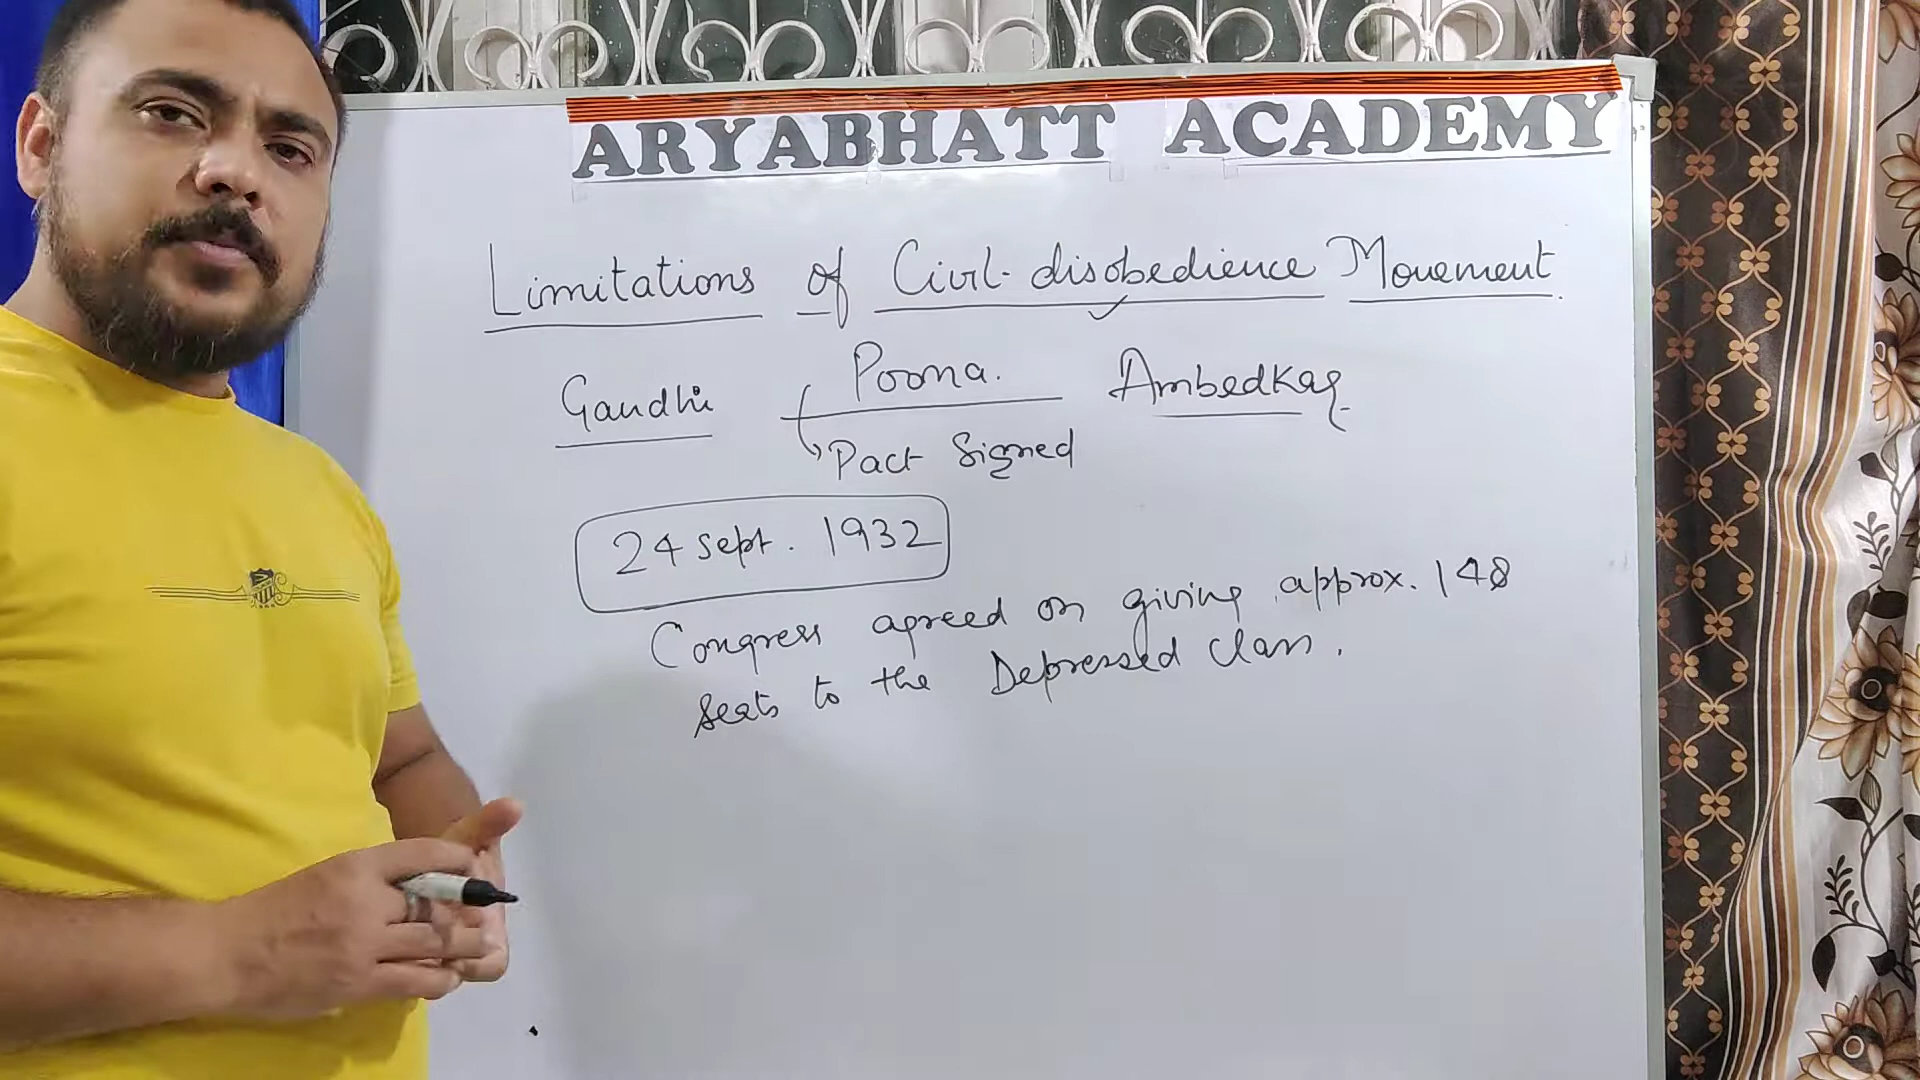 ARYABHATT ACADEMY
Limitations of Civil-disobedience Movement.
Gandhi Poona. Ambedkar
Pact Signed
24 Sept. 1932
Congress agreed on giving approx. 148
seats to the Depressed class.